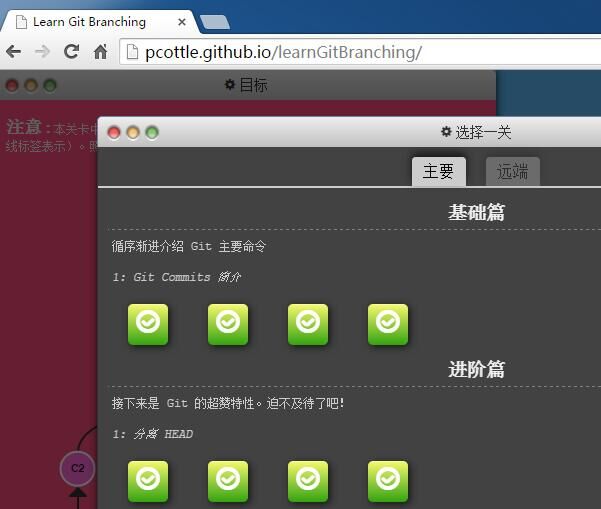 Learn Git Branching
pcottle.github.io/learnGitBranching/
目标
注意：本关卡中
线标签表示）。照
选择一关
主要 远端
基础篇
循序渐进介绍 Git 主要命令
1: Git Commits 简介
进阶篇
接下来是 Git 的超赞特性。迫不及待了吧!
1: 分离 HEAD
C2